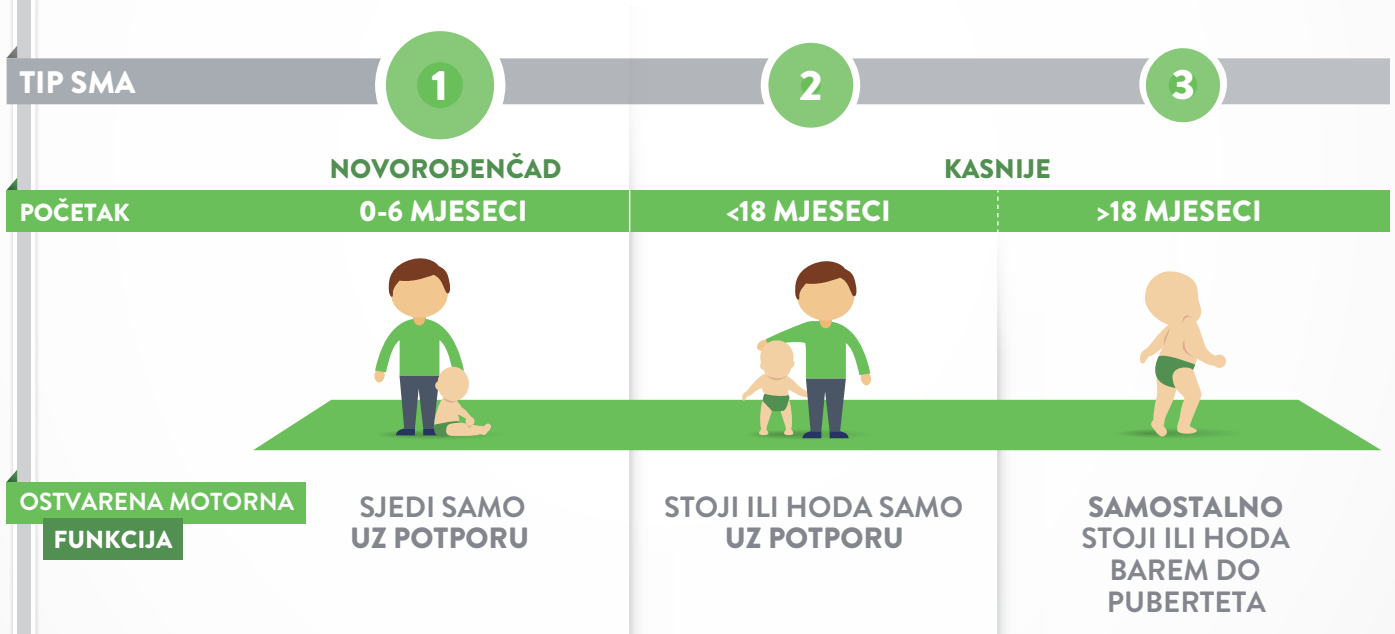 TIP SMA
1
2
3
NOVOROĐENČAD
KASNIJE
POČETAK
0-6 MJESECI
<18 MJESECI
>18 MJESECI
OSTVARENA MOTORNA
FUNKCIJA
SJEDI SAMO
UZ POTPORU
STOJI ILI HODA SAMO
UZ POTPORU
SAMOSTALNO
STOJI ILI HODA
BAREM DO
PUBERTETA